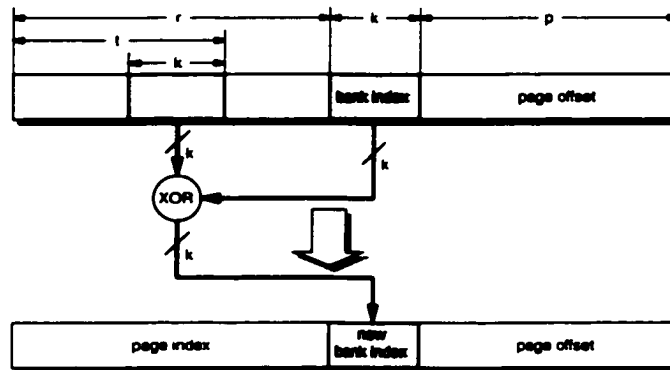 r k p
t
k
bank index page offset
k k
XOR
k
page index new bank index page offset